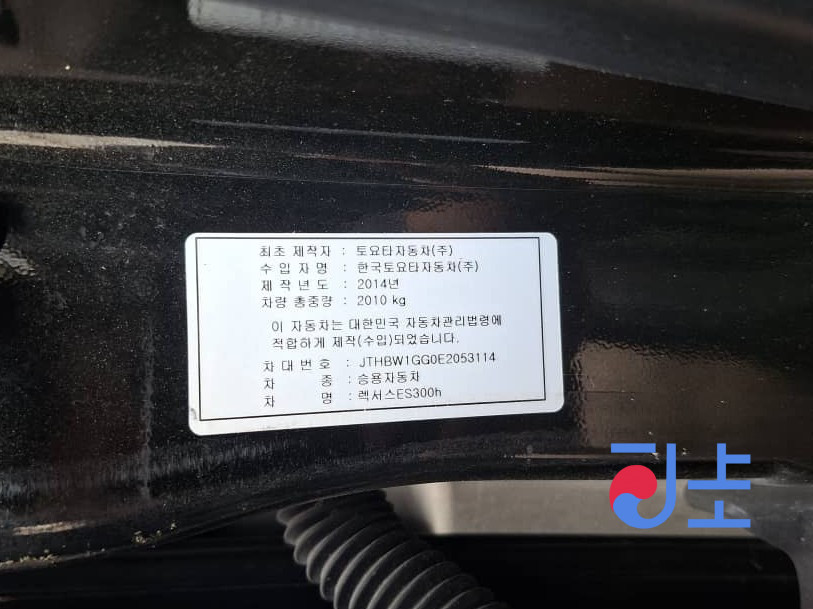 최초 제작자 : 토요타자동차(주)
수 입 자 명 : 한국토요타자동차(주)
제 작 년 도 : 2014년
차량 총중량 : 2010 kg
이 자동차는 대한민국 자동차관리법령에
적합하게 제작(수입)되었습니다.
차 대 번 호 : JTHBW1GG0E2053114
차 종 : 승용자동차
차 명 : 렉서스ES300h